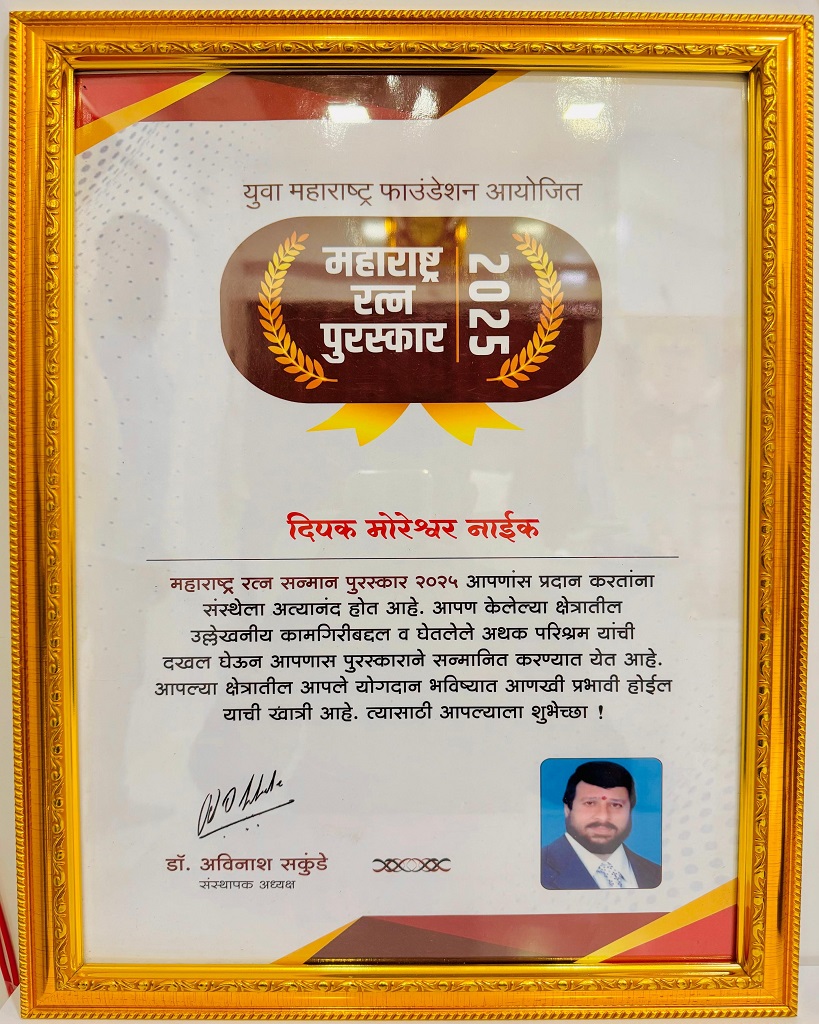 युवा महाराष्ट्र फाउंडेशन आयोजित
महाराष्ट्र
रत्न
पुरस्कार
2025
दिपक मोरेश्वर नाईक
महाराष्ट्र रत्न सन्मान पुरस्कार २०२५ आपणांस प्रदान करतांना
संस्थेला अत्यानंद होत आहे. आपण केलेल्या क्षेत्रातील
उल्लेखनीय कामगिरीबद्दल व घेतलेले अथक परिश्रम यांची
दखल घेऊन आपणास पुरस्काराने सन्मानित करण्यात येत आहे.
आपल्या क्षेत्रातील आपले योगदान भविष्यात आणखी प्रभावी होईल
याची खात्री आहे. त्यासाठी आपल्याला शुभेच्छा !
डॉ. अविनाश सकुंडे
संस्थापक अध्यक्ष